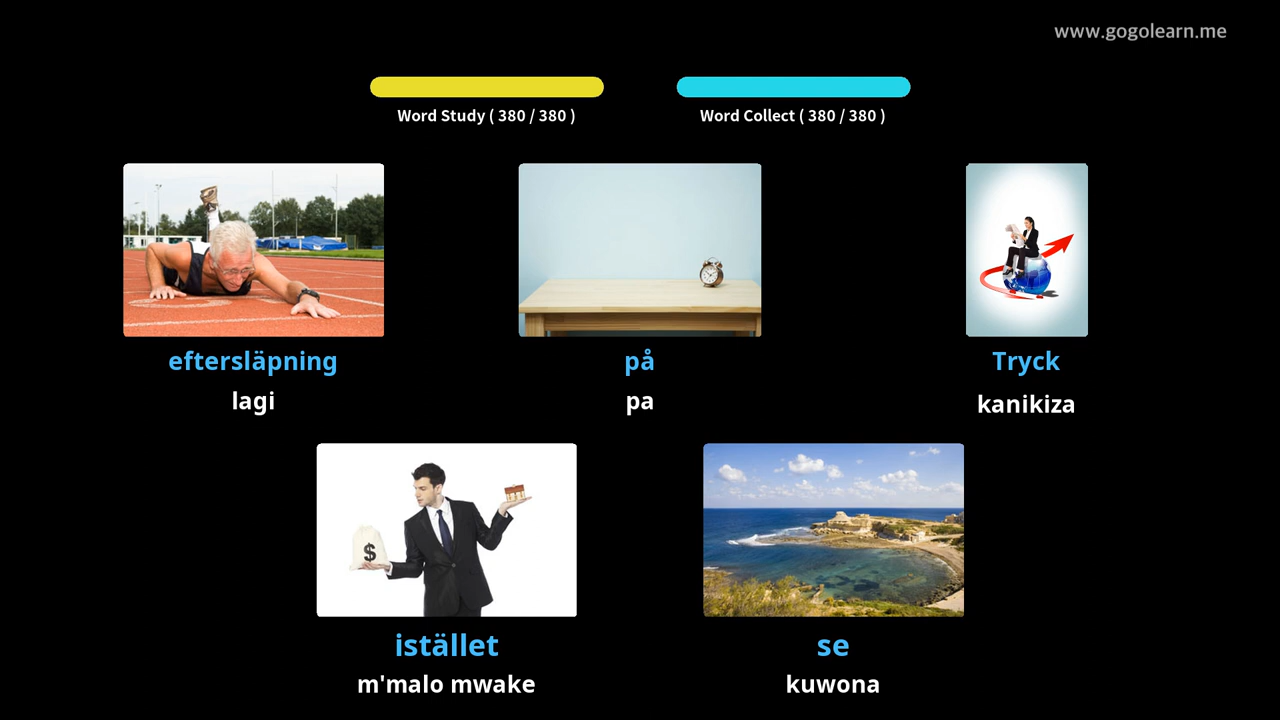 www.gogolearn.me
Word Study ( 380 / 380 )
Word Collect ( 380 / 380 )
eftersläpning
lagi
på
pa
Tryck
kanikiza
$
istället
m'malo mwake
se
kuwona